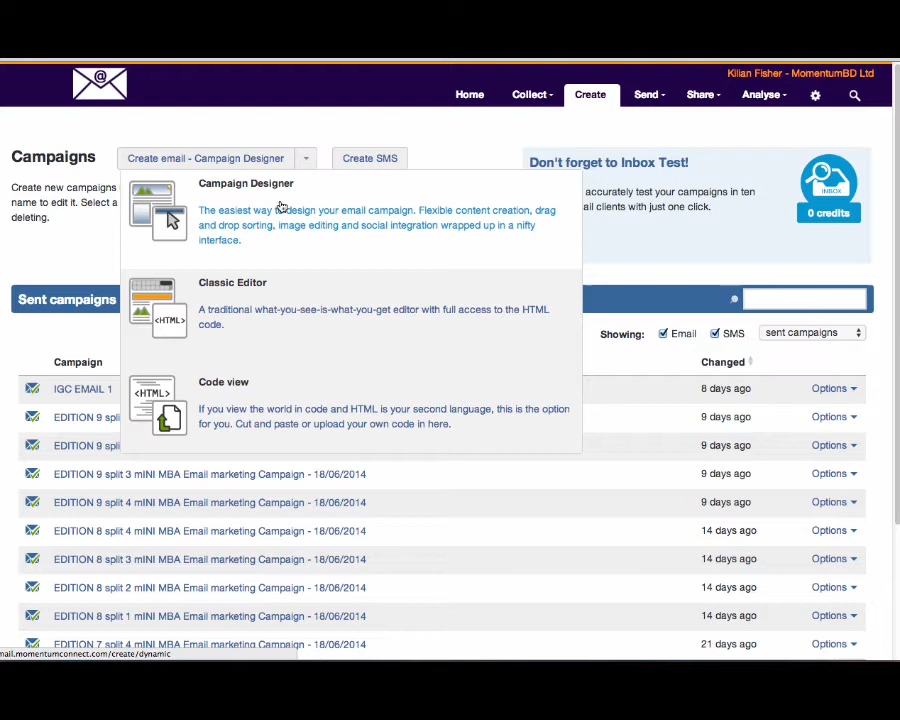 Kilian Fisher - MomentumBD Ltd
@
Home Collect Create Send Share Analyse
Campaigns
Create email - Campaign Designer
Create SMS
Create new campaigns
name to edit it. Select a
deleting.
Don't forget to Inbox Test!
accurately test your campaigns in ten
ail clients with just one click.
INBOX
0 credits
Campaign Designer
The easiest way to design your email campaign. Flexible content creation, drag
and drop sorting, image editing and social integration wrapped up in a nifty
interface.
Classic Editor
<HTML>
A traditional what-you-see-is-what-you-get editor with full access to the HTML
code.
Code view
<HTML>
If you view the world in code and HTML is your second language, this is the option
for you. Cut and paste or upload your own code in here.
Sent campaigns
Showing: Email SMS sent campaigns
Campaign Changed
IGC EMAIL 1 8 days ago Options
EDITION 9 spli 9 days ago Options
EDITION 9 spli 9 days ago Options
EDITION 9 split 3 mINI MBA Email marketing Campaign - 18/06/2014 9 days ago Options
EDITION 9 split 4 mINI MBA Email marketing Campaign - 18/06/2014 9 days ago Options
EDITION 8 split 4 mINI MBA Email marketing Campaign - 18/06/2014 14 days ago Options
EDITION 8 split 3 mINI MBA Email marketing Campaign - 18/06/2014 14 days ago Options
EDITION 8 split 2 mINI MBA Email marketing Campaign - 18/06/2014 14 days ago Options
EDITION 8 split 1 mINI MBA Email marketing Campaign - 18/06/2014 14 days ago Options
EDITION 7 split 4 mINI MBA Email marketing Campaign - 18/06/2014 21 days ago Options
mail.momentumconnect.com/create/dynamic